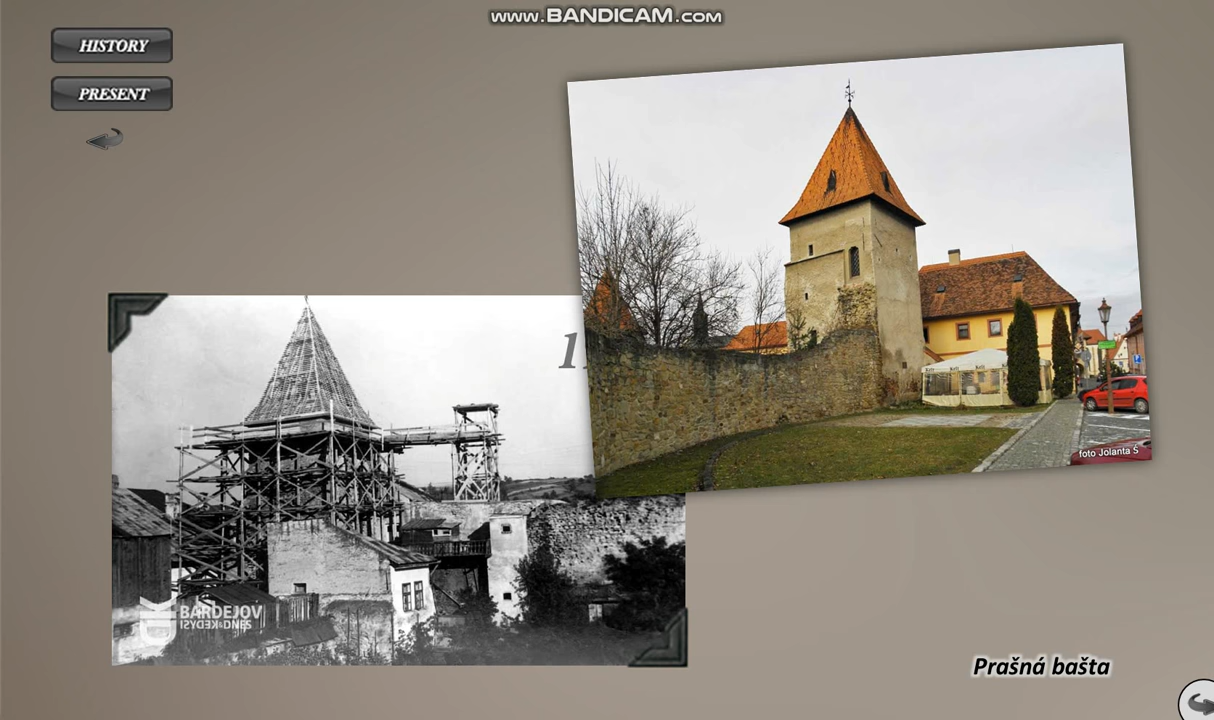 www.BANDICAM.com
HISTORY
PRESENT
foto Jolanta Š
BARDEJOV
KEDYSI&DNES
Prašná bašta